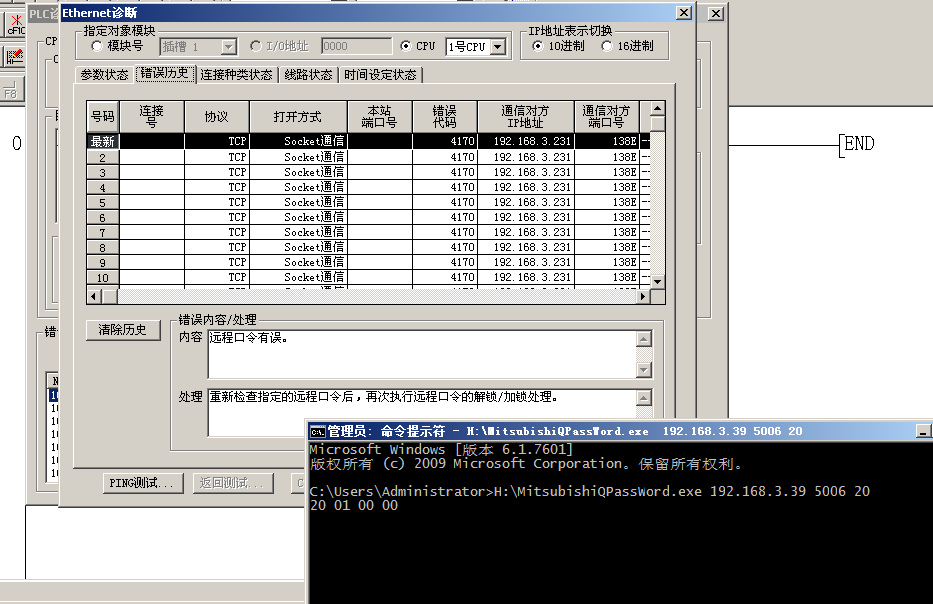 PLC诊
Ethernet诊断
指定对象模块
模块号
插槽 1
I/O地址
0000
CPU
1号CPU
IP地址表示切换
10进制
16进制
参数状态 错误历史 连接种类状态 线路状态 时间设定状态
号码 连接号 协议 打开方式 本站端口号 错误代码 通信对方IP地址 通信对方端口号
最新 TCP Socket通信 4170 192.168.3.231 138E --
2 TCP Socket通信 4170 192.168.3.231 138E --
3 TCP Socket通信 4170 192.168.3.231 138E --
4 TCP Socket通信 4170 192.168.3.231 138E --
5 TCP Socket通信 4170 192.168.3.231 138E --
6 TCP Socket通信 4170 192.168.3.231 138E --
7 TCP Socket通信 4170 192.168.3.231 138E --
8 TCP Socket通信 4170 192.168.3.231 138E --
9 TCP Socket通信 4170 192.168.3.231 138E --
10 TCP Socket通信 4170 192.168.3.231 138E --
清除历史
错误内容/处理
内容
远程口令有误。
处理
重新检查指定的远程口令后，再次执行远程口令的解锁/加锁处理。
PING测试...
返回测试...
C
F8
0
END
管理员: 命令提示符 - H:\MitsubishiQPassWord.exe 192.168.3.39 5006 20
Microsoft Windows [版本 6.1.7601]
版权所有 (c) 2009 Microsoft Corporation。保留所有权利。
C:\Users\Administrator>H:\MitsubishiQPassWord.exe 192.168.3.39 5006 20
20 01 00 00